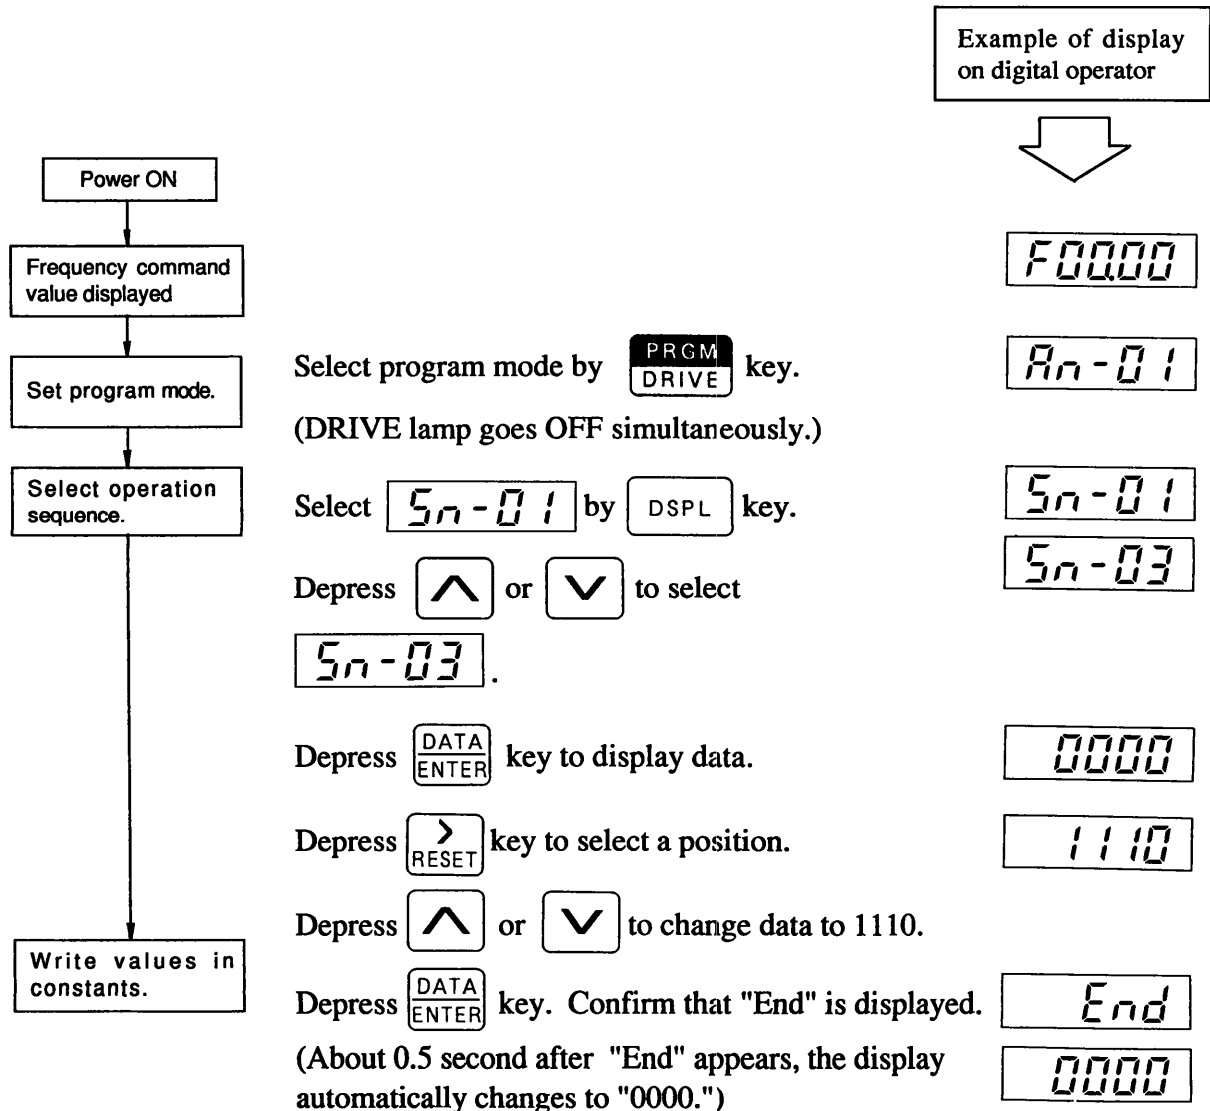 Example of display
on digital operator
Power ON
Frequency command
value displayed
F00.00
Set program mode.
Select program mode by PRGM DRIVE key.
An-01
(DRIVE lamp goes OFF simultaneously.)
Select operation
sequence.
Select Sn-01 by DSPL key.
Sn-01
Depress ∧ or ∨ to select
Sn-03
Sn-03 .
Depress DATA ENTER key to display data.
0000
Depress > RESET key to select a position.
1110
Depress ∧ or ∨ to change data to 1110.
Write values in
constants.
Depress DATA ENTER key. Confirm that "End" is displayed.
End
(About 0.5 second after "End" appears, the display
automatically changes to "0000.")
0000